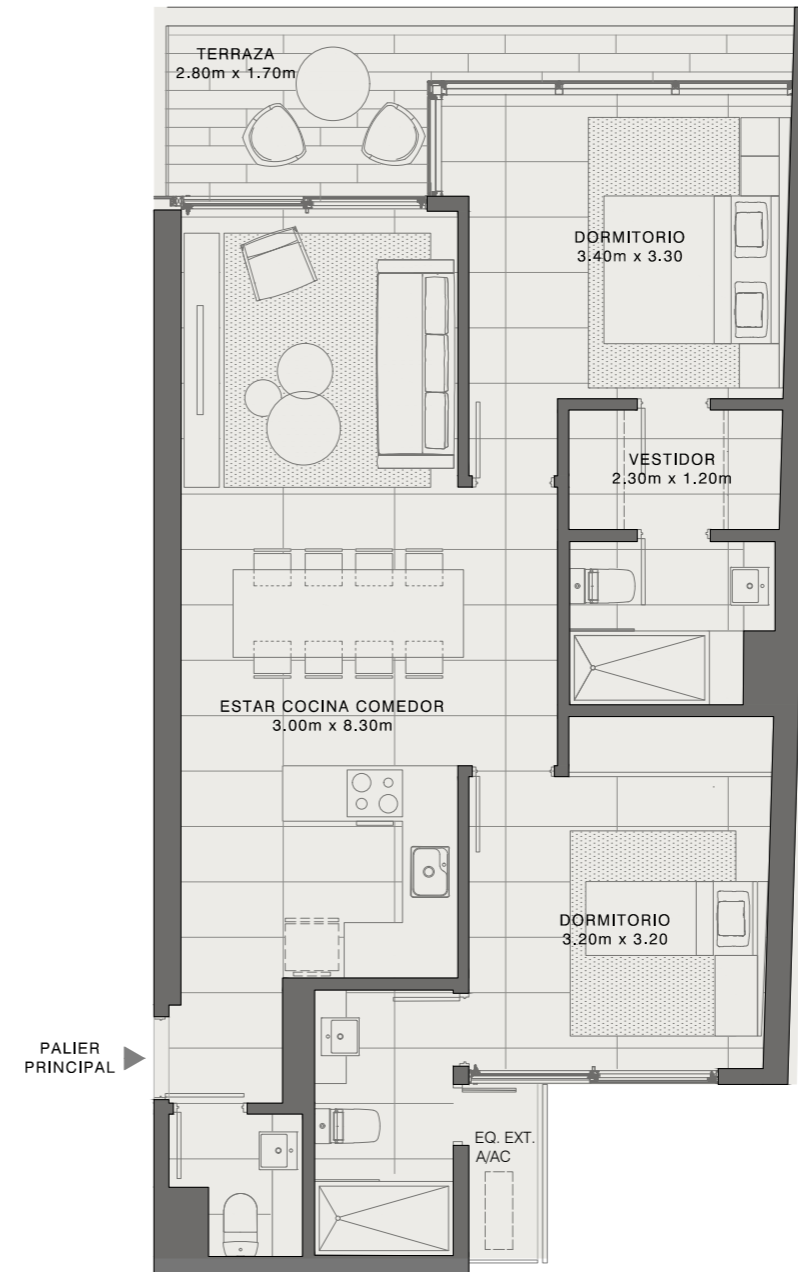 TERRAZA
2.80m x 1.70m
DORMITORIO
3.40m x 3.30
VESTIDOR
2.30m x 1.20m
ESTAR COCINA COMEDOR
3.00m x 8.30m
DORMITORIO
3.20m x 3.20
PALIER
PRINCIPAL
EQ. EXT.
A/AC